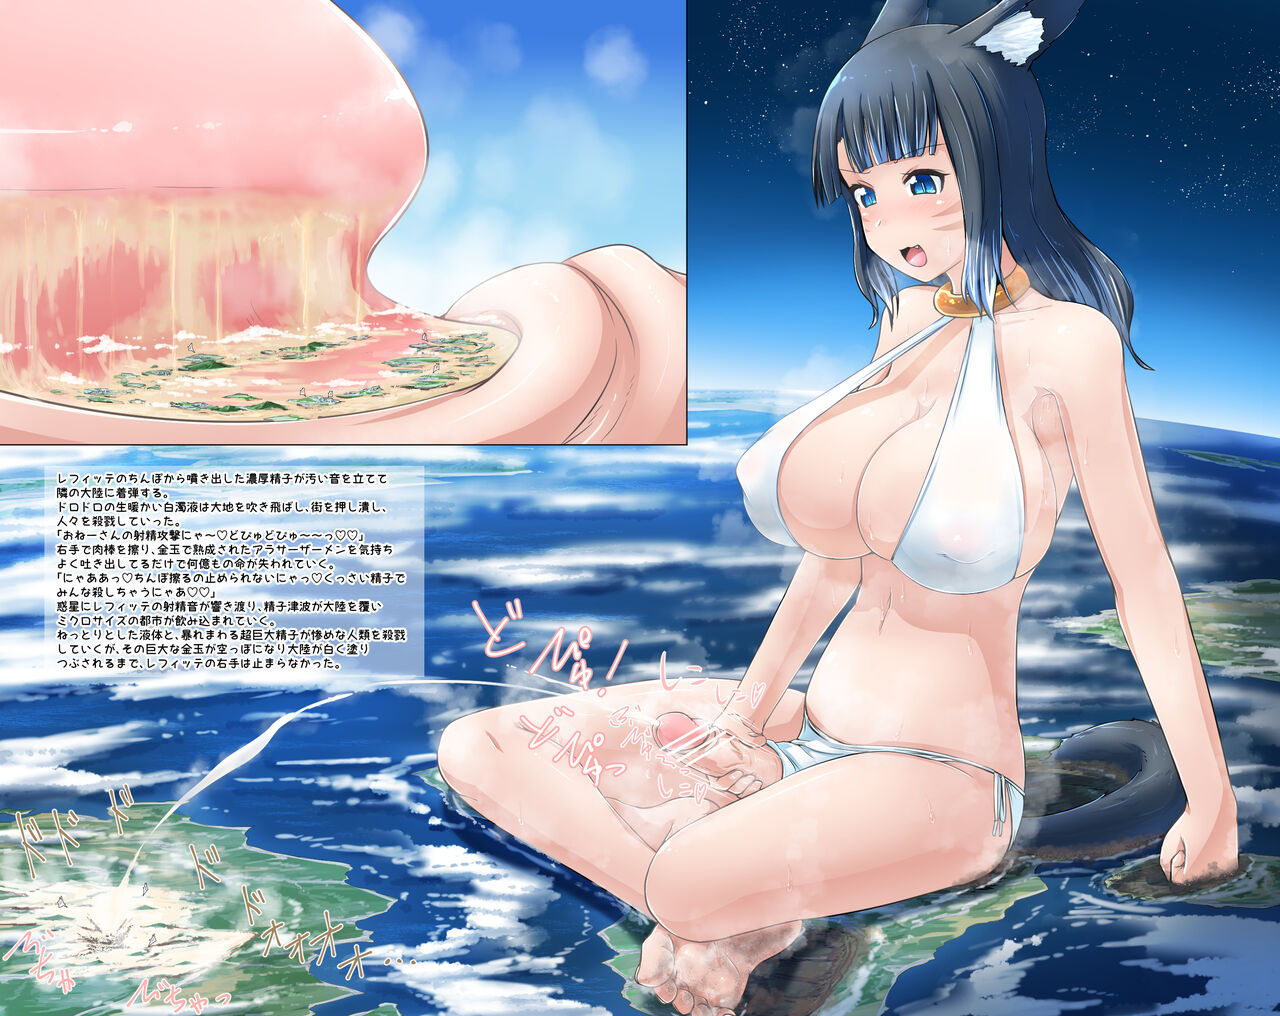 レフィッテのちんぽから噴き出した濃厚精子が汚い音を立てて
隣の大陸に着弾する。
ドロドロの生暖かい白濁液は大地を吹き飛ばし、街を押し潰し、
人々を殺戮していった。
「おねーさんの射精攻撃にゃ～♡どびゅどびゅ～～っ♡♡」
右手で肉棒を擦り、金玉で熟成されたアラサーザーメンを気持ち
よく吐き出してるだけで何億もの命が失われていく。
「にゃああっ♡ちんぽ擦るの止められないにゃっ♡くっさい精子で
みんな殺しちゃうにゃあ♡♡」
惑星にレフィッテの射精音が響き渡り、精子津波が大陸を覆い
ミクロサイズの都市が飲み込まれていく。
ねっとりとした液体と、暴れまわる超巨大精子が惨めな人類を殺戮
していくが、その巨大な金玉が空っぽになり大陸が白く塗り
つぶされるまで、レフィッテの右手は止まらなかった。
どぴゅ！
しこ
しこ♡
どぴゅっ
しこ♡
ドドドドドオオオオ…
ぶちゃ
びちゃっ